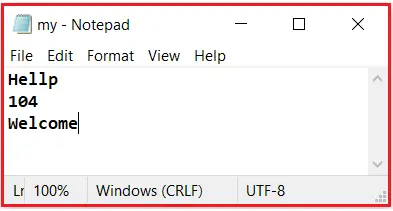 my - Notepad
File Edit Format View Help
Hellp
104
Welcome
100% Windows (CRLF) UTF-8